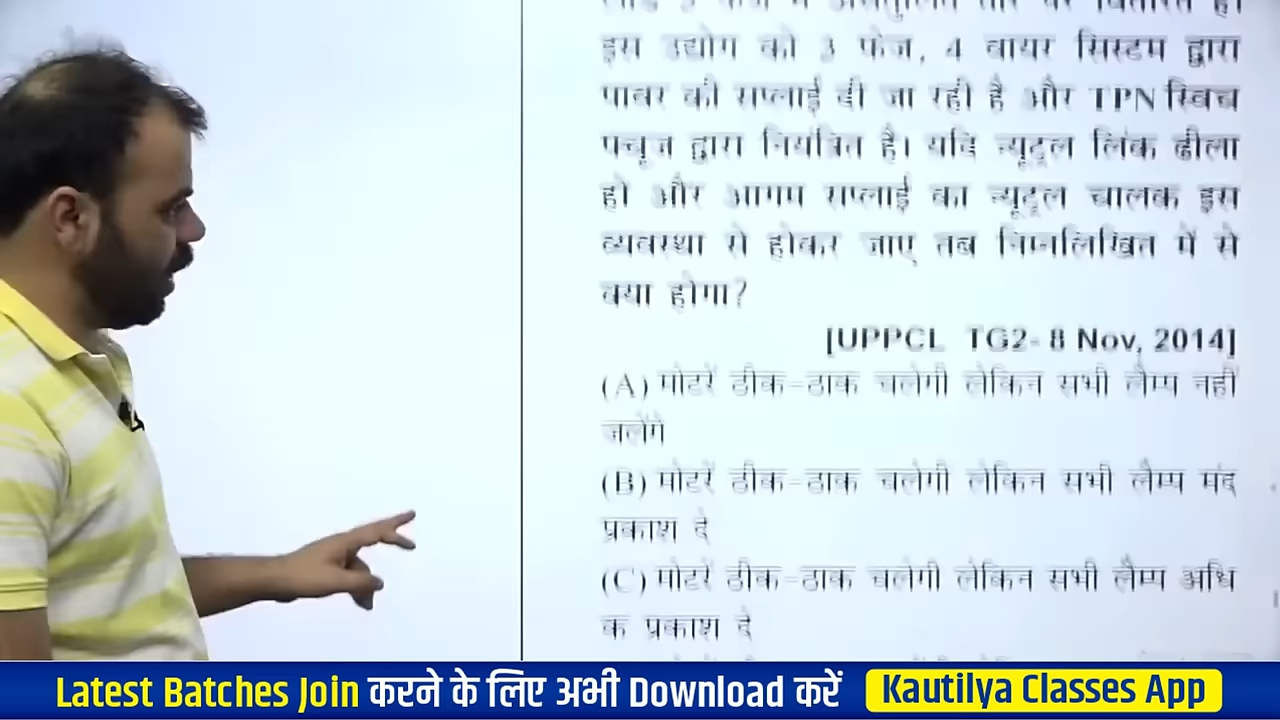 इस उद्योग को 3 फेज, 4 वायर सिस्टम द्वारा
पावर की सप्लाई दी जा रही है और TPN स्विच
फ्यूज द्वारा नियंत्रित है। यदि न्यूट्रल लिंक ढीला
हो और आगम सप्लाई का न्यूट्रल चालक इस
व्यवस्था से होकर जाए तब निम्नलिखित में से
क्या होगा?
[UPPCL TG2- 8 Nov, 2014]
(A) मोटरें ठीक-ठाक चलेगी लेकिन सभी लैम्प नहीं
जलेंगे
(B) मोटरें ठीक-ठाक चलेगी लेकिन सभी लैम्प मंद
प्रकाश दे
(C) मोटरें ठीक-ठाक चलेगी लेकिन सभी लैम्प अधि
क प्रकाश दे
Latest Batches Join करने के लिए अभी Download करें Kautilya Classes App